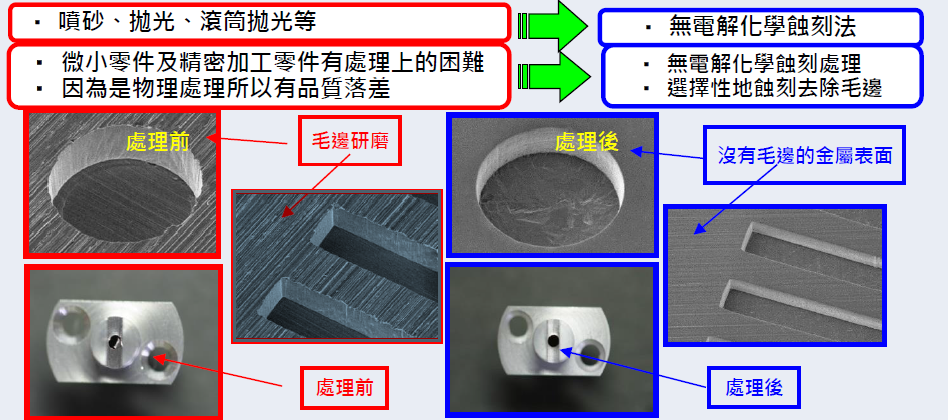 · 噴砂、拋光、滾筒拋光等
· 無電解化學蝕刻法
· 微小零件及精密加工零件有處理上的困難
· 因為是物理處理所以有品質落差
· 無電解化學蝕刻處理
· 選擇性地蝕刻去除毛邊
處理前
毛邊研磨
處理後
沒有毛邊的金屬表面
處理前
處理後